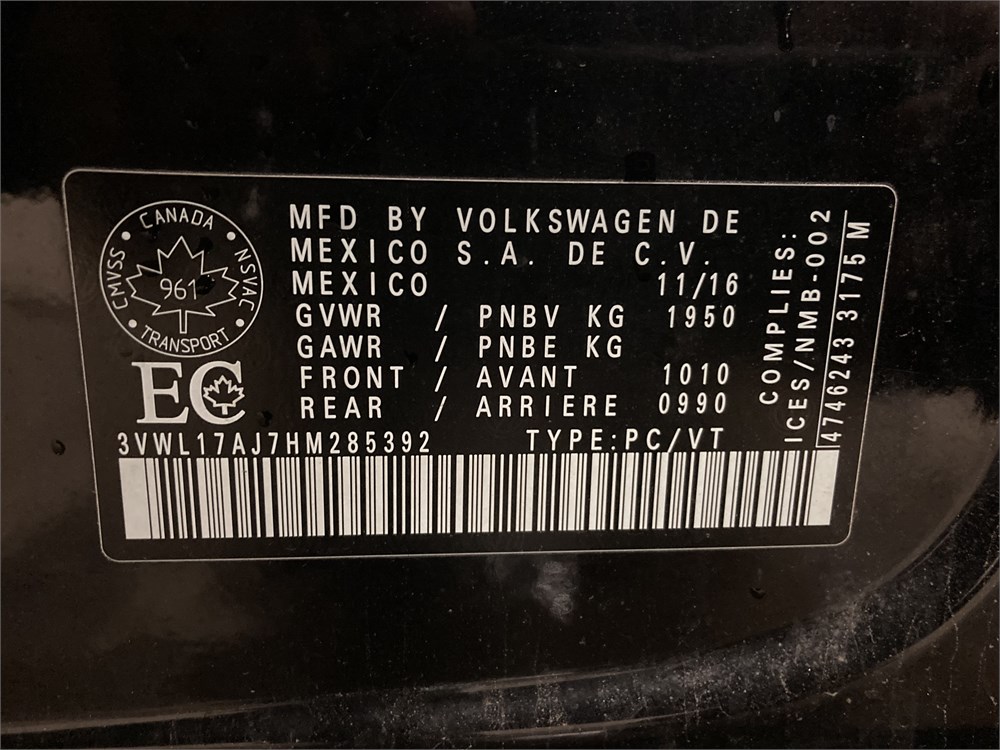 CANADA
CMVSS
NSVAC
961
TRANSPORT
EC
MFD BY VOLKSWAGEN DE
MEXICO S.A. DE C.V.
MEXICO 11/16
GVWR / PNBV KG 1950
GAWR / PNBE KG
FRONT / AVANT 1010
REAR / ARRIERE 0990
3VWL17AJ7HM285392 TYPE:PC/VT
COMPLIES:
ICES/NMB-002
4746243 3175 M